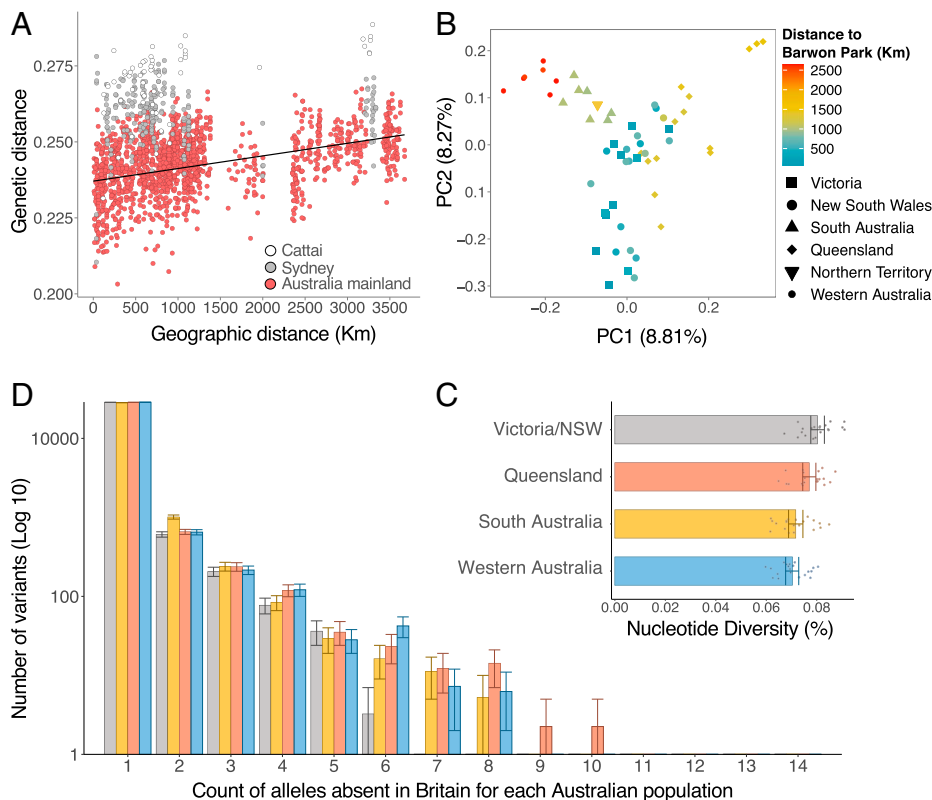 A
Genetic distance
0.275
0.250
0.225
0.200
0 500 1000 1500 2000 2500 3000 3500
Geographic distance (Km)
Cattai
Sydney
Australia mainland
B
PC2 (8.27%)
0.2
0.1
0.0
0.1
−0.2
−0.3
−0.2 0.0 0.2
PC1 (8.81%)
Distance to
Barwon Park (Km)
2500
2000
1500
1000
500
Victoria
New South Wales
South Australia
Queensland
Northern Territory
Western Australia
D
Number of variants (Log 10)
10000
100
1
1 2 3 4 5 6 7 8 9 10 11 12 13 14
Count of alleles absent in Britain for each Australian population
C
Victoria/NSW
Queensland
South Australia
Western Australia
0.00 0.02 0.04 0.06 0.08
Nucleotide Diversity (%)